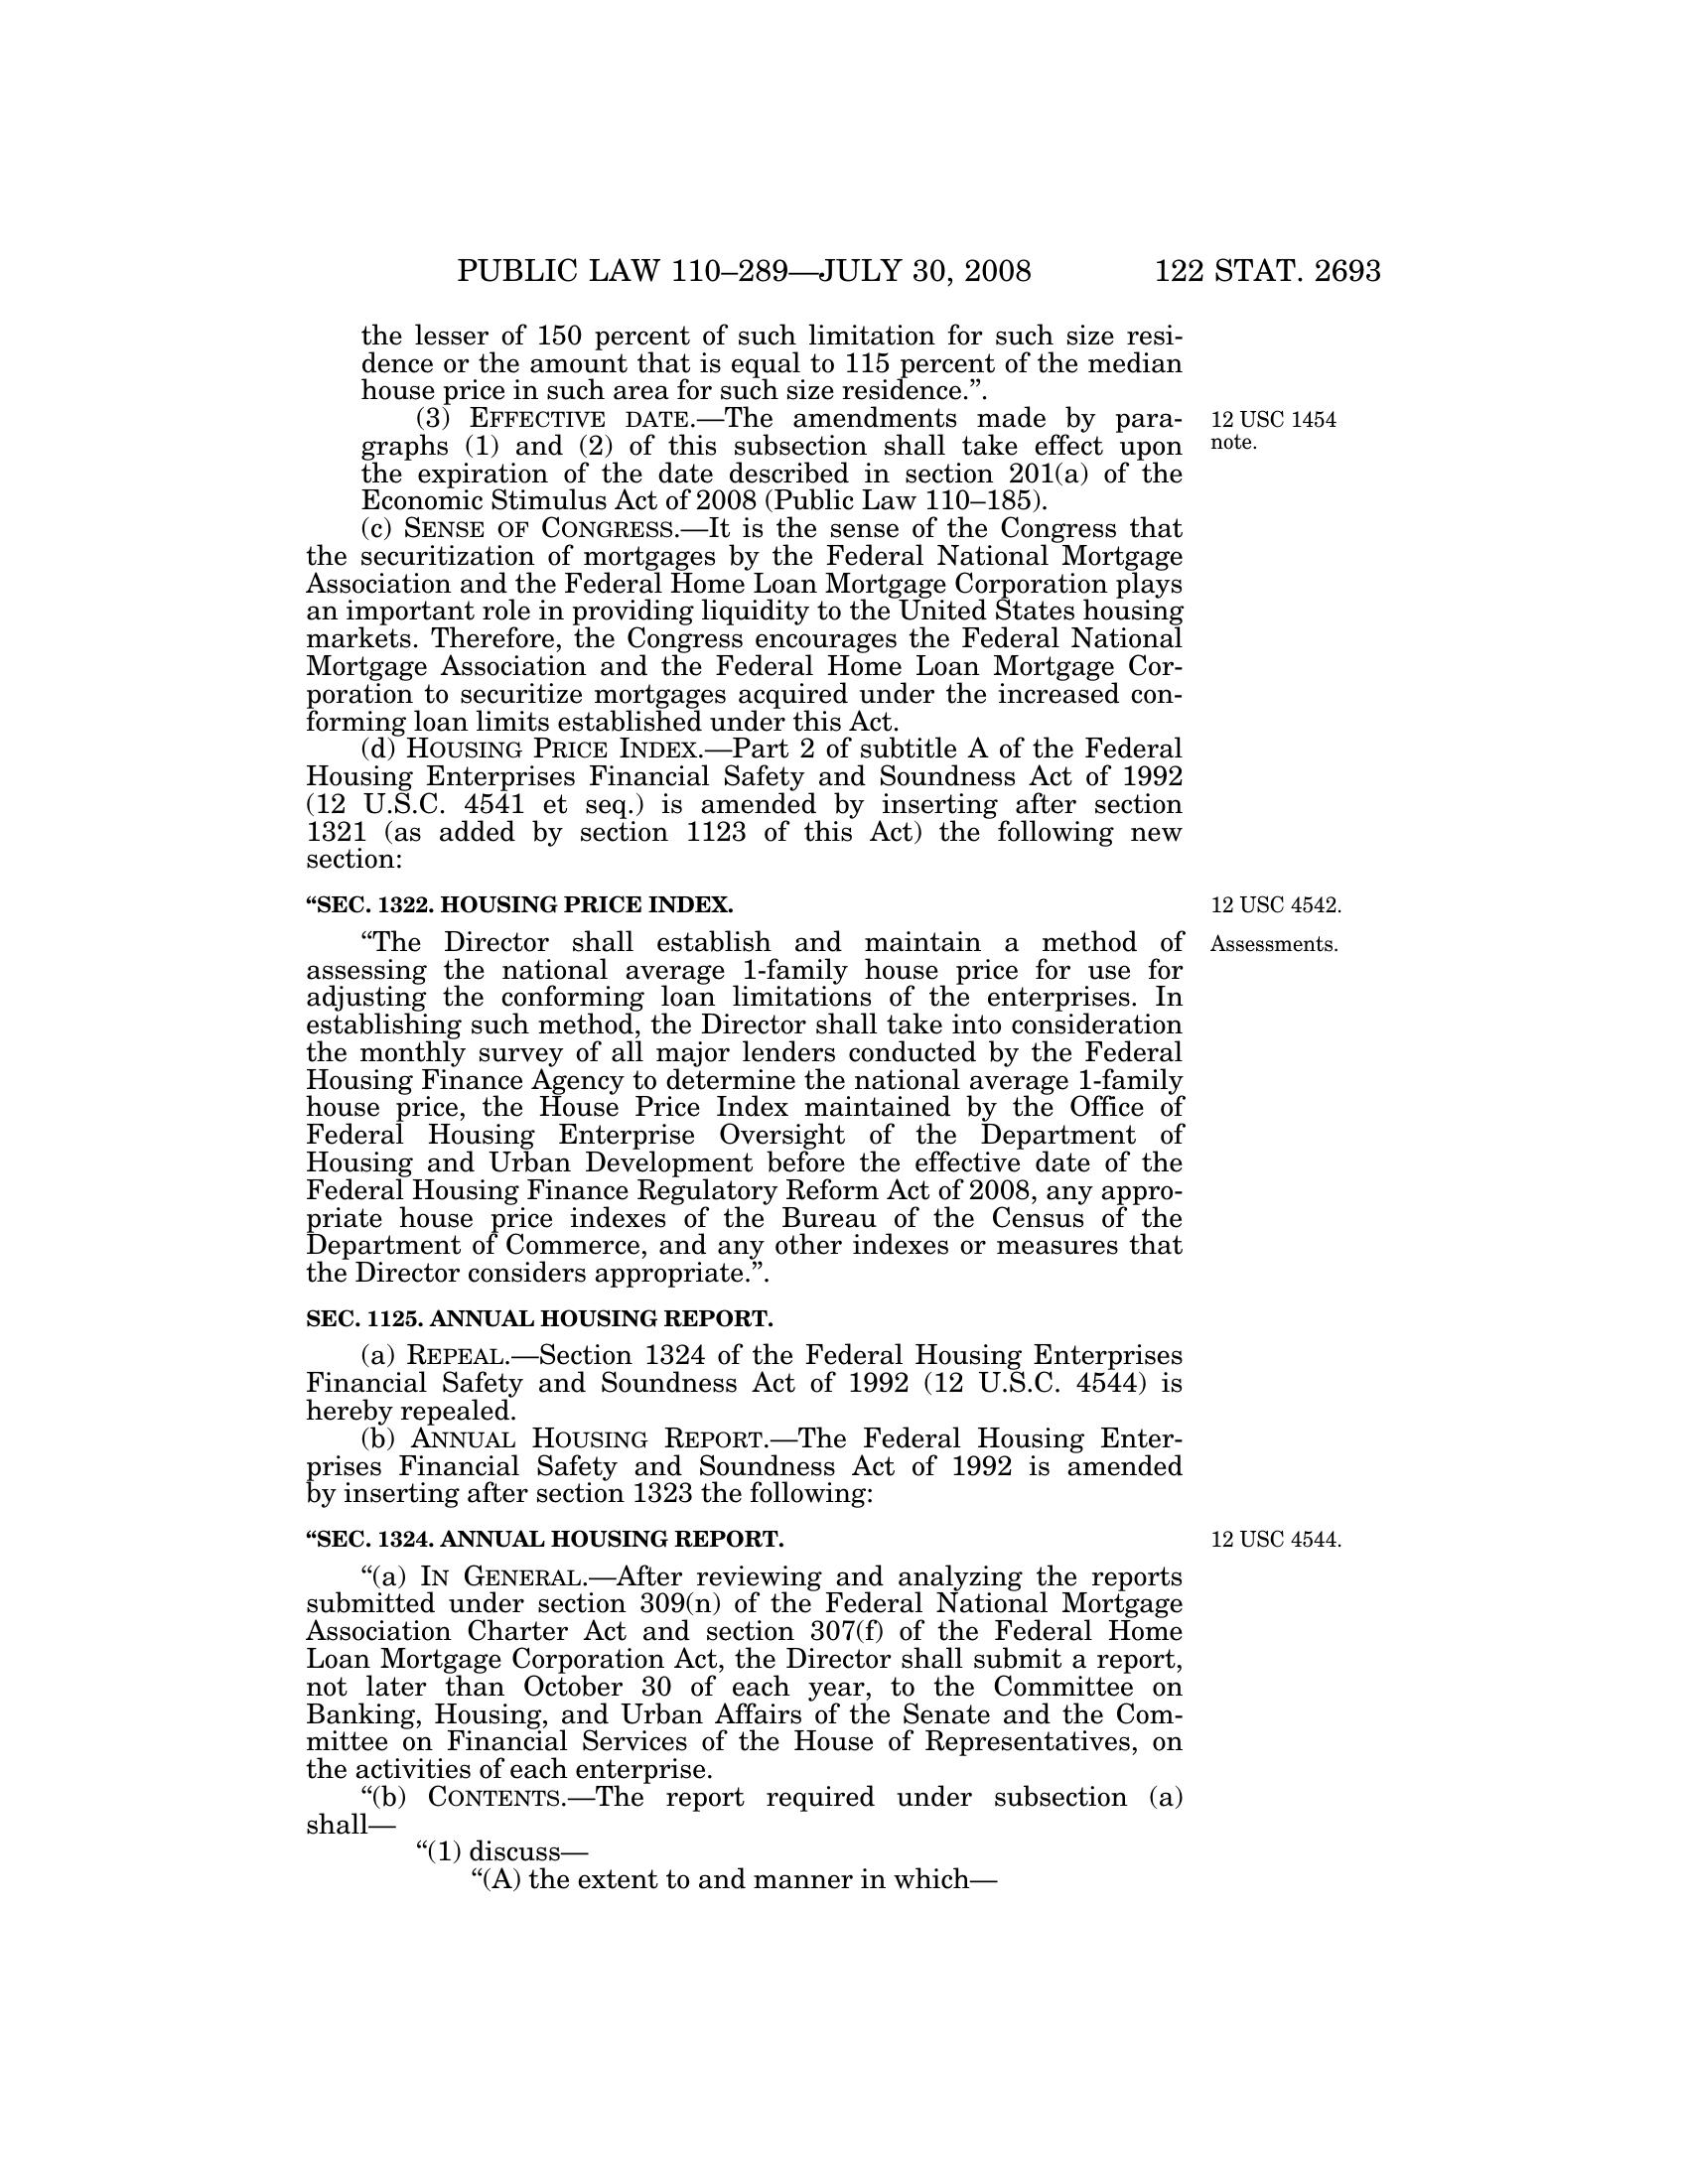 PUBLIC LAW 110–289—JULY 30, 2008 122 STAT. 2693
the lesser of 150 percent of such limitation for such size resi-
dence or the amount that is equal to 115 percent of the median
house price in such area for such size residence.”.
(3) EFFECTIVE DATE.—The amendments made by para-
graphs (1) and (2) of this subsection shall take effect upon
the expiration of the date described in section 201(a) of the
Economic Stimulus Act of 2008 (Public Law 110–185).
12 USC 1454
note.
(c) SENSE OF CONGRESS.—It is the sense of the Congress that
the securitization of mortgages by the Federal National Mortgage
Association and the Federal Home Loan Mortgage Corporation plays
an important role in providing liquidity to the United States housing
markets. Therefore, the Congress encourages the Federal National
Mortgage Association and the Federal Home Loan Mortgage Cor-
poration to securitize mortgages acquired under the increased con-
forming loan limits established under this Act.
(d) HOUSING PRICE INDEX.—Part 2 of subtitle A of the Federal
Housing Enterprises Financial Safety and Soundness Act of 1992
(12 U.S.C. 4541 et seq.) is amended by inserting after section
1321 (as added by section 1123 of this Act) the following new
section:
“SEC. 1322. HOUSING PRICE INDEX.
12 USC 4542.
“The Director shall establish and maintain a method of
assessing the national average 1-family house price for use for
adjusting the conforming loan limitations of the enterprises. In
establishing such method, the Director shall take into consideration
the monthly survey of all major lenders conducted by the Federal
Housing Finance Agency to determine the national average 1-family
house price, the House Price Index maintained by the Office of
Federal Housing Enterprise Oversight of the Department of
Housing and Urban Development before the effective date of the
Federal Housing Finance Regulatory Reform Act of 2008, any appro-
priate house price indexes of the Bureau of the Census of the
Department of Commerce, and any other indexes or measures that
the Director considers appropriate.”.
Assessments.
SEC. 1125. ANNUAL HOUSING REPORT.
(a) REPEAL.—Section 1324 of the Federal Housing Enterprises
Financial Safety and Soundness Act of 1992 (12 U.S.C. 4544) is
hereby repealed.
(b) ANNUAL HOUSING REPORT.—The Federal Housing Enter-
prises Financial Safety and Soundness Act of 1992 is amended
by inserting after section 1323 the following:
“SEC. 1324. ANNUAL HOUSING REPORT.
12 USC 4544.
“(a) IN GENERAL.—After reviewing and analyzing the reports
submitted under section 309(n) of the Federal National Mortgage
Association Charter Act and section 307(f) of the Federal Home
Loan Mortgage Corporation Act, the Director shall submit a report,
not later than October 30 of each year, to the Committee on
Banking, Housing, and Urban Affairs of the Senate and the Com-
mittee on Financial Services of the House of Representatives, on
the activities of each enterprise.
“(b) CONTENTS.—The report required under subsection (a)
shall—
“(1) discuss—
“(A) the extent to and manner in which—